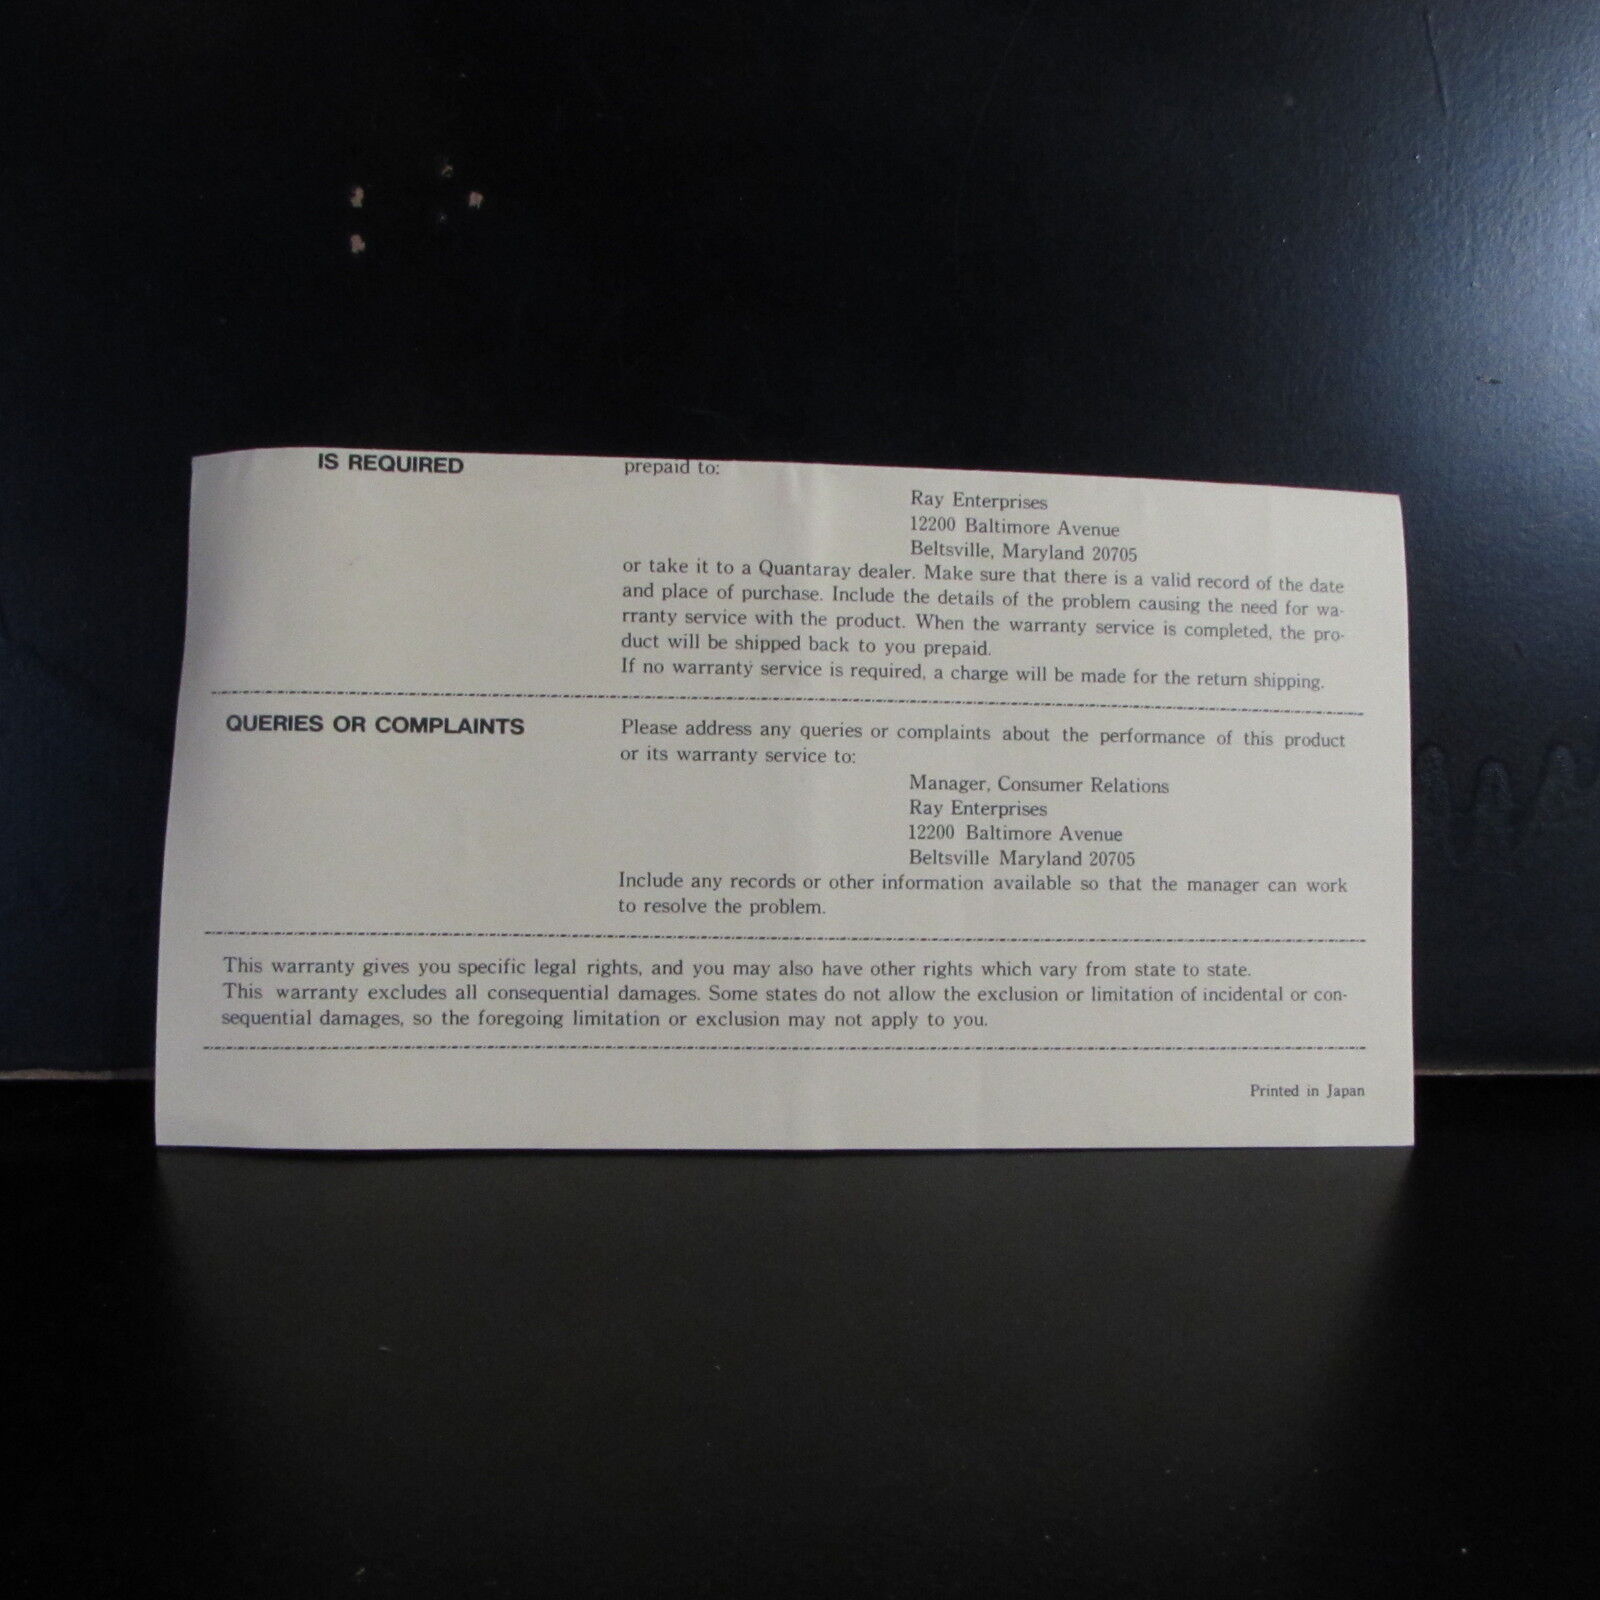 IS REQUIRED
prepaid to:
Ray Enterprises
12200 Baltimore Avenue
Beltsville, Maryland 20705
or take it to a Quantaray dealer. Make sure that there is a valid record of the date
and place of purchase. Include the details of the problem causing the need for wa-
rranty service with the product. When the warranty service is completed, the pro-
duct will be shipped back to you prepaid.
If no warranty service is required, a charge will be made for the return shipping.
QUERIES OR COMPLAINTS
Please address any queries or complaints about the performance of this product
or its warranty service to:
Manager, Consumer Relations
Ray Enterprises
12200 Baltimore Avenue
Beltsville Maryland 20705
Include any records or other information available so that the manager can work
to resolve the problem.
This warranty gives you specific legal rights, and you may also have other rights which vary from state to state.
This warranty excludes all consequential damages. Some states do not allow the exclusion or limitation of incidental or con-
sequential damages, so the foregoing limitation or exclusion may not apply to you.
Printed in Japan